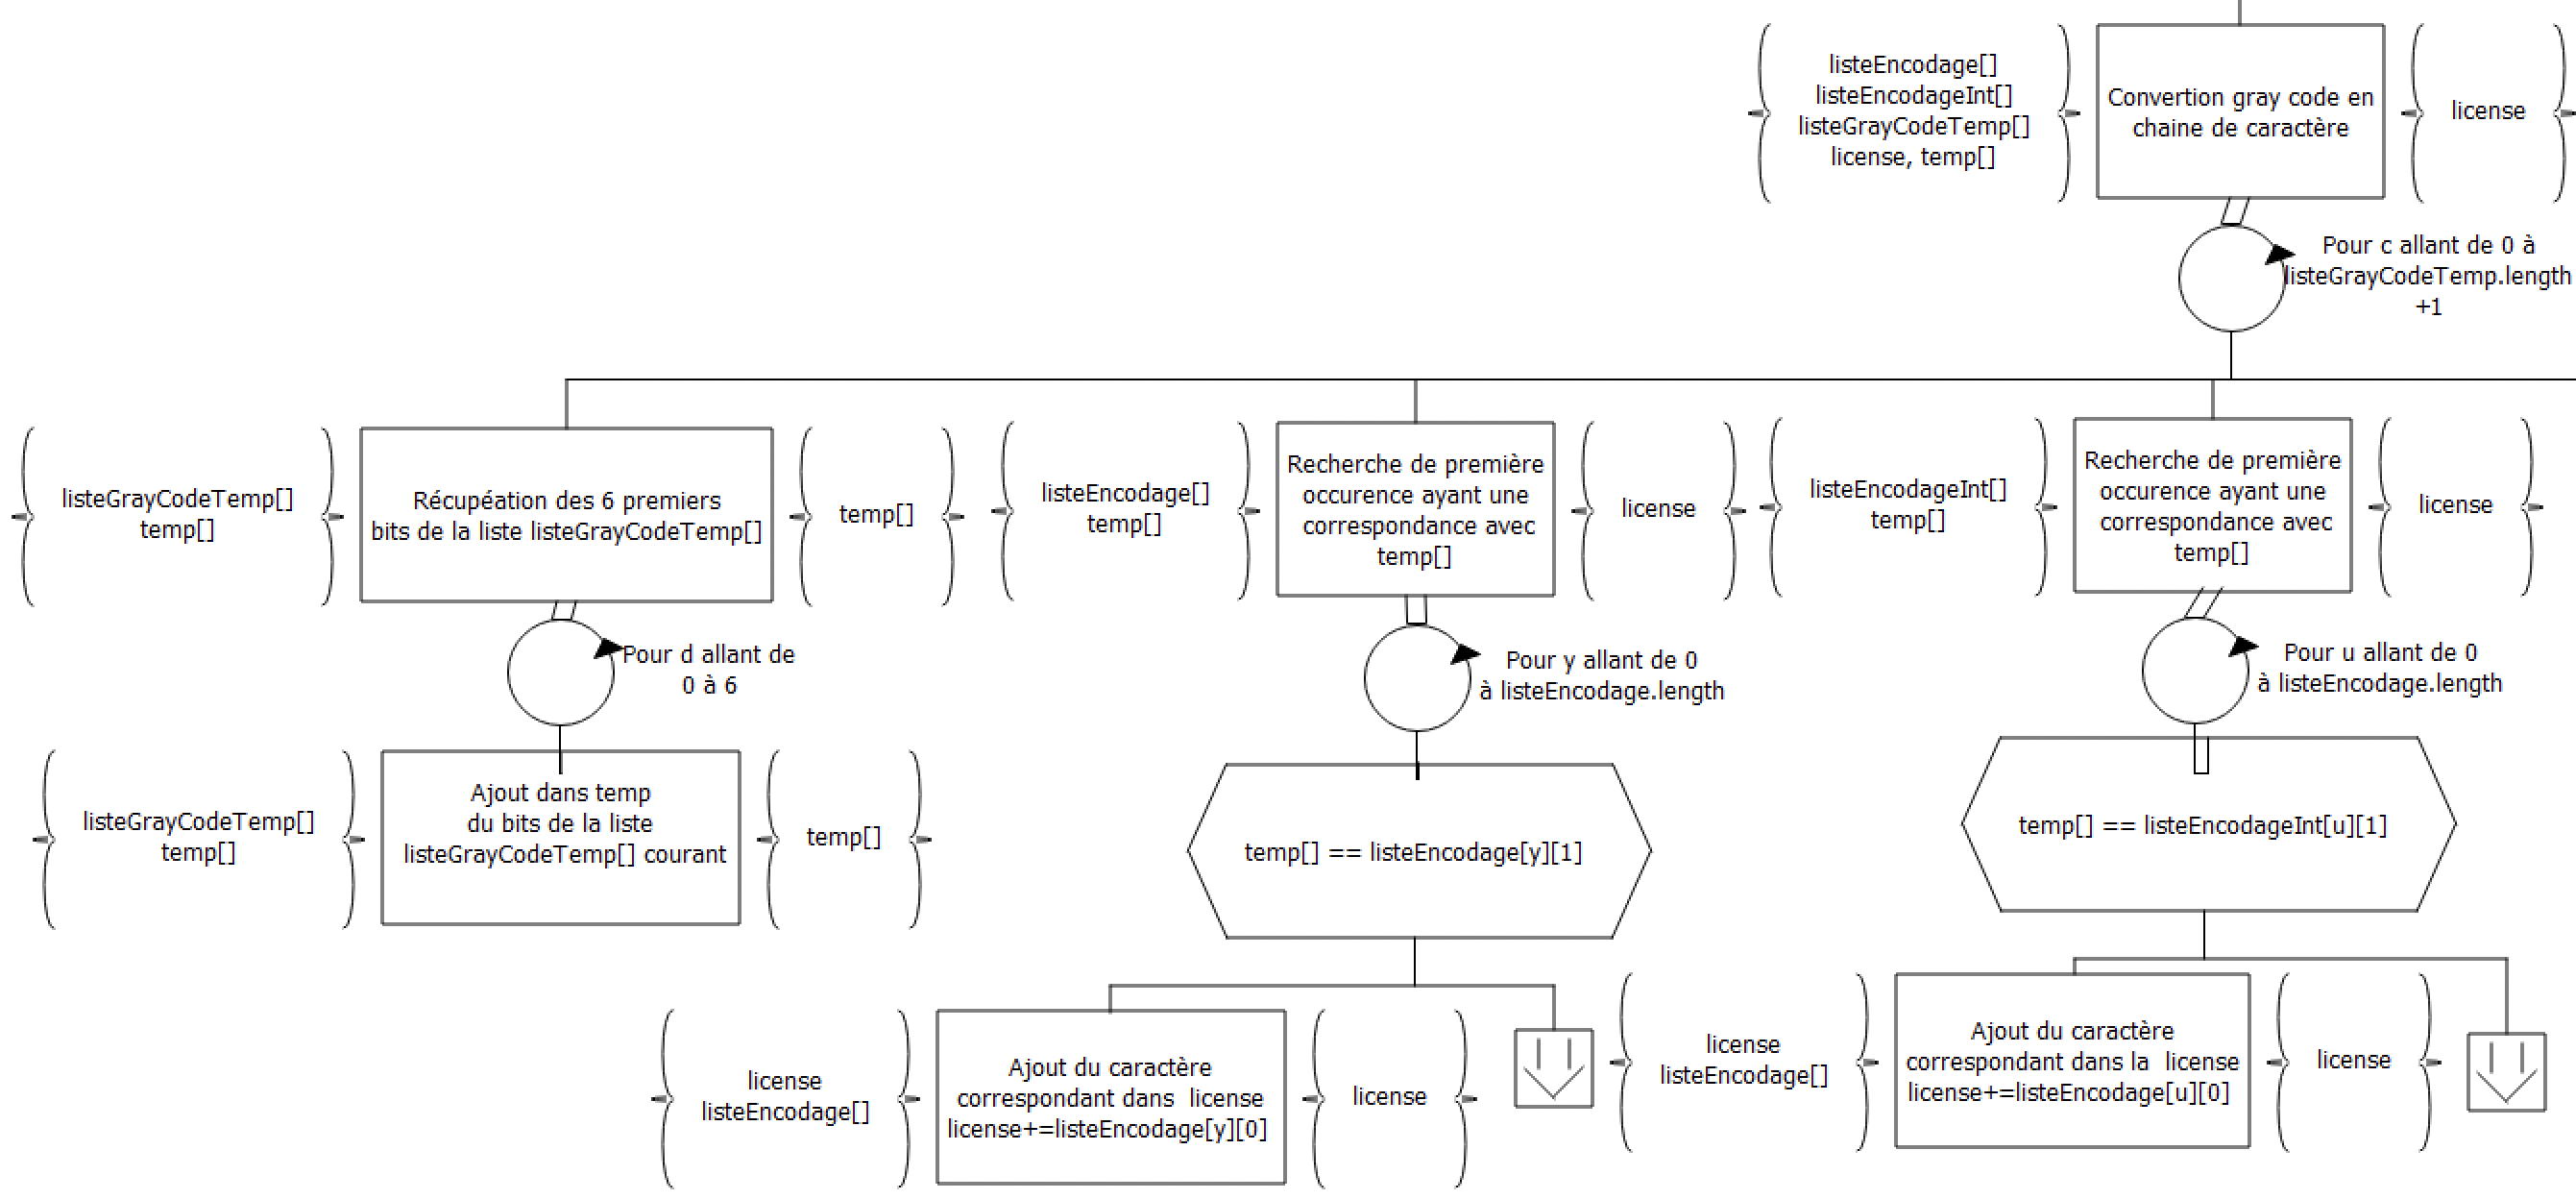 listeEncodage[]
listeEncodageInt[]
listeGrayCodeTemp[]
license, temp[]
Convertion gray code en
chaine de caractère
license
Pour c allant de 0 à
listeGrayCodeTemp.length
+1
listeGrayCodeTemp[]
temp[]
Récupéation des 6 premiers
bits de la liste listeGrayCodeTemp[]
temp[]
listeEncodage[]
temp[]
Recherche de première
occurence ayant une
correspondance avec
temp[]
license
listeEncodageInt[]
temp[]
Recherche de première
occurence ayant une
correspondance avec
temp[]
license
Pour d allant de
0 à 6
Pour y allant de 0
à listeEncodage.length
Pour u allant de 0
à listeEncodage.length
listeGrayCodeTemp[]
temp[]
Ajout dans temp
du bits de la liste
listeGrayCodeTemp[] courant
temp[]
temp[] == listeEncodage[y][1]
temp[] == listeEncodageInt[u][1]
license
listeEncodage[]
Ajout du caractère
correspondant dans license
license+=listeEncodage[y][0]
license
license
listeEncodage[]
Ajout du caractère
correspondant dans la license
license+=listeEncodage[u][0]
license